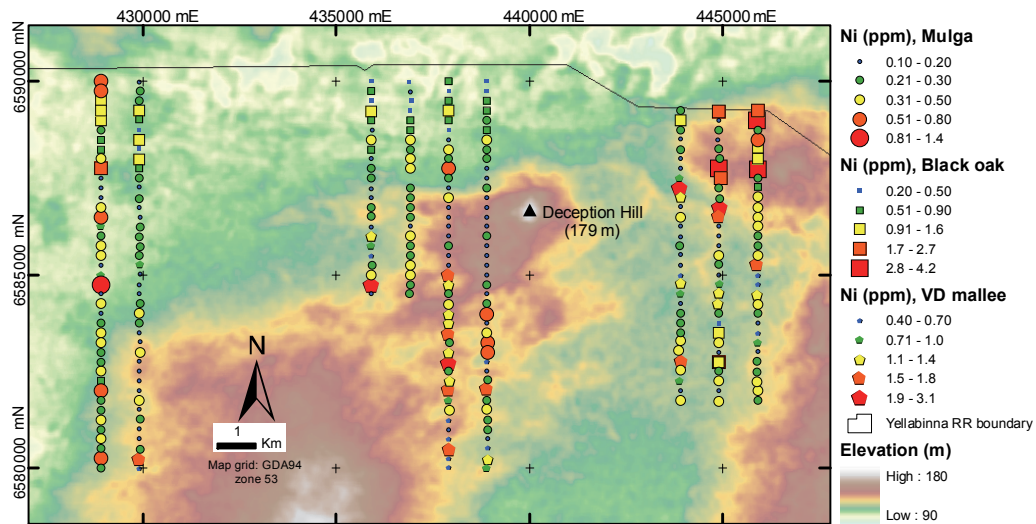 430000 mE
435000 mE
440000 mE
445000 mE
6590000 mN
6585000 mN
6580000 mN
Deception Hill
(179 m)
N
1
Km
Map grid: GDA94
zone 53
Ni (ppm), Mulga
0.10 - 0.20
0.21 - 0.30
0.31 - 0.50
0.51 - 0.80
0.81 - 1.4
Ni (ppm), Black oak
0.20 - 0.50
0.51 - 0.90
0.91 - 1.6
1.7 - 2.7
2.8 - 4.2
Ni (ppm), VD mallee
0.40 - 0.70
0.71 - 1.0
1.1 - 1.4
1.5 - 1.8
1.9 - 3.1
Yellabinna RR boundary
Elevation (m)
High : 180
Low : 90